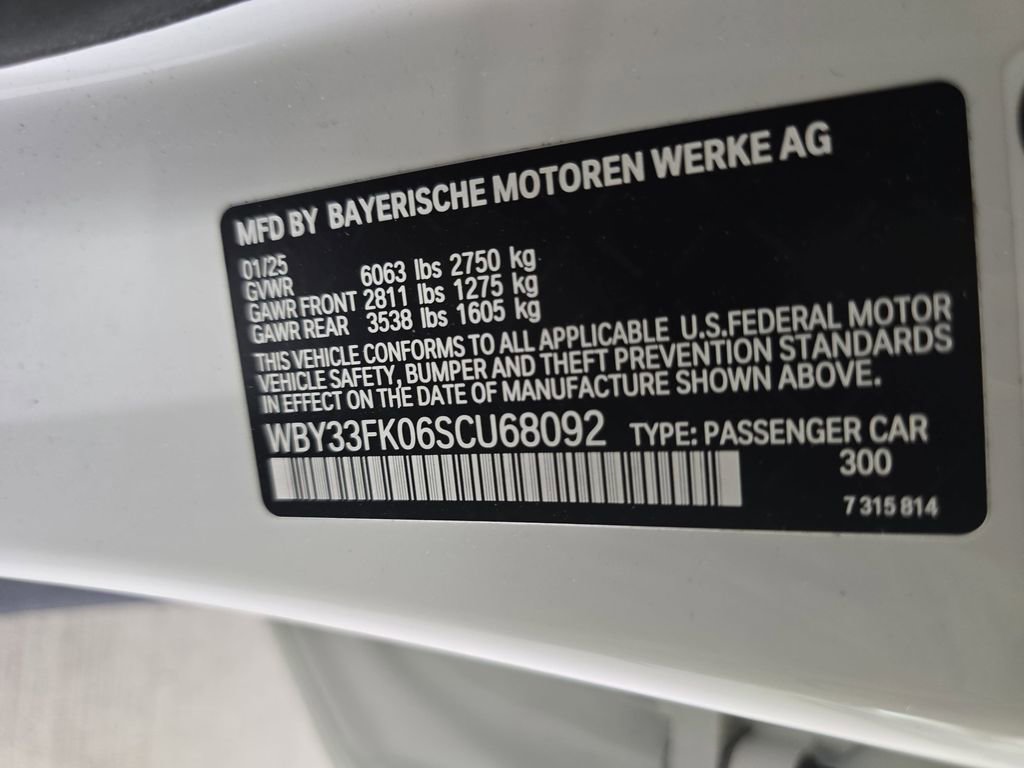 MFD BY BAYERISCHE MOTOREN WERKE AG
01/25
GVWR 6063 lbs 2750 kg
GAWR FRONT 2811 lbs 1275 kg
GAWR REAR 3538 lbs 1605 kg
THIS VEHICLE CONFORMS TO ALL APPLICABLE U.S.FEDERAL MOTOR
VEHICLE SAFETY, BUMPER AND THEFT PREVENTION STANDARDS
IN EFFECT ON THE DATE OF MANUFACTURE SHOWN ABOVE.
WBY33FK06SCU68092 TYPE: PASSENGER CAR
300
7 315 814